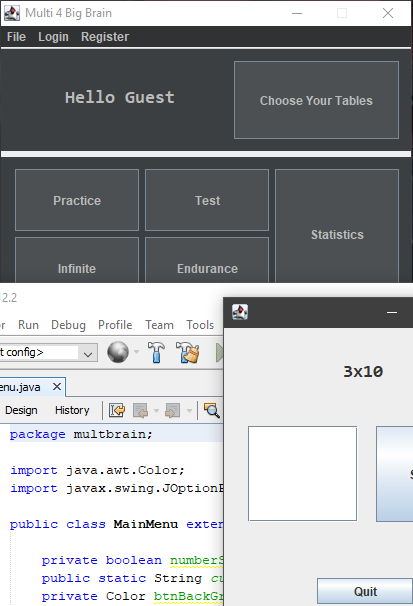 Multi 4 Big Brain
File Login Register
Hello Guest
Choose Your Tables
Practice
Test
Statistics
Infinite
Endurance
2.2
Run Debug Profile Team Tools
config>
enu.java
Design History
package multbrain;
import java.awt.Color;
import javax.swing.JOptionP
public class MainMenu exten
private boolean numberS
public static String cu
private Color btnBackGr
3x10
Quit